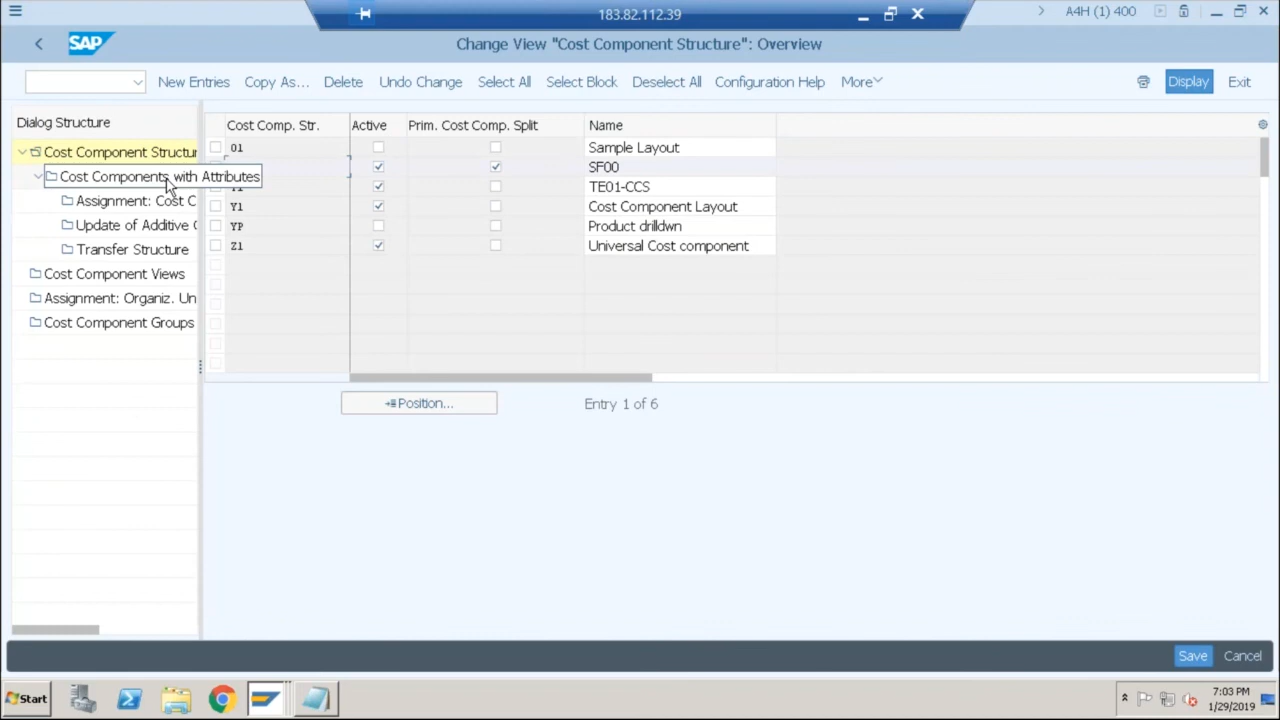 183.82.112.39
A4H (1) 400
SAP
Change View "Cost Component Structure": Overview
New Entries Copy As... Delete Undo Change Select All Select Block Deselect All Configuration Help More Display Exit
Dialog Structure
Cost Component Structur
Cost Components with Attributes
Assignment: Cost C
Update of Additive C
Transfer Structure
Cost Component Views
Assignment: Organiz. Un
Cost Component Groups
Cost Comp. Str. Active Prim. Cost Comp. Split Name
01 Sample Layout
SF00
TE01-CCS
Y1 Cost Component Layout
YP Product drilldwn
Z1 Universal Cost component
Position...
Entry 1 of 6
Save Cancel
Start
7:03 PM
1/29/2019